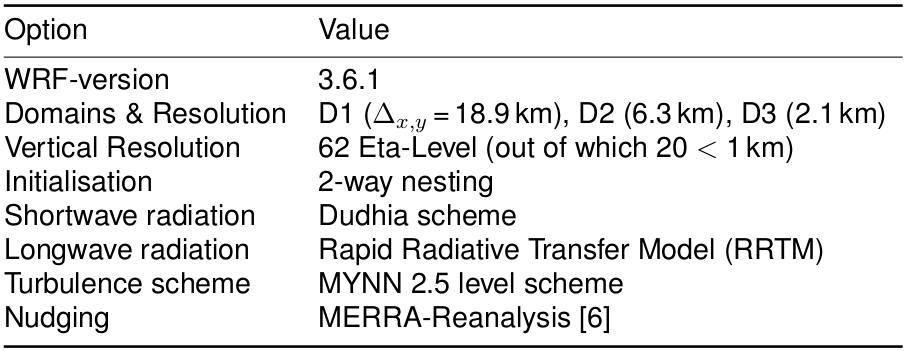 Option Value
WRF-version 3.6.1
Domains & Resolution D1 (Δx,y = 18.9 km), D2 (6.3 km), D3 (2.1 km)
Vertical Resolution 62 Eta-Level (out of which 20 < 1 km)
Initialisation 2-way nesting
Shortwave radiation Dudhia scheme
Longwave radiation Rapid Radiative Transfer Model (RRTM)
Turbulence scheme MYNN 2.5 level scheme
Nudging MERRA-Reanalysis [6]